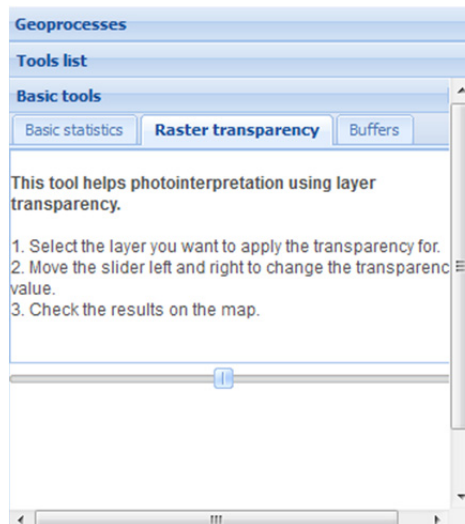 Geoprocesses
Tools list
Basic tools
Basic statistics Raster transparency Buffers
This tool helps photointerpretation using layer
transparency.
1. Select the layer you want to apply the transparency for.
2. Move the slider left and right to change the transparenc
value.
3. Check the results on the map.